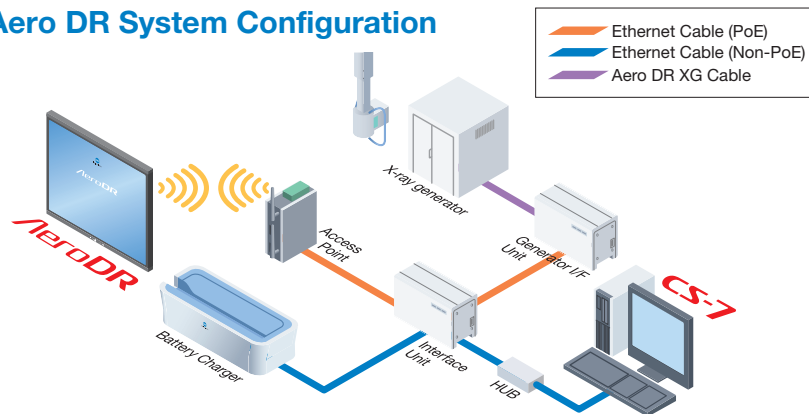 Aero DR System Configuration
Ethernet Cable (PoE)
Ethernet Cable (Non-PoE)
Aero DR XG Cable
AeroDR
AeroDR
X-ray generator
Access
Point
Generator I/F
Unit
CS-7
Battery Charger
Interface
Unit
HUB